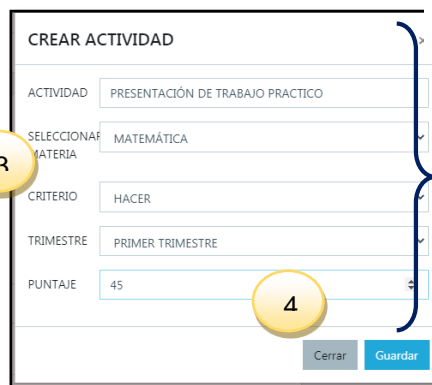 CREAR ACTIVIDAD
ACTIVIDAD PRESENTACIÓN DE TRABAJO PRACTICO
SELECCIONAR MATEMÁTICA
MATERIA
CRITERIO HACER
TRIMESTRE PRIMER TRIMESTRE
PUNTAJE 45
4
Cerrar Guardar